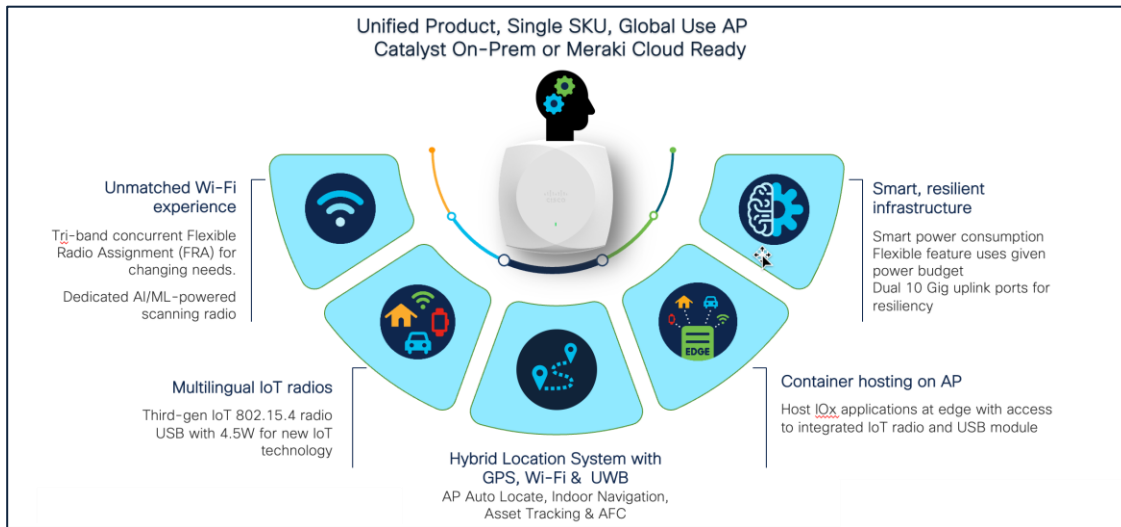 Unified Product, Single SKU, Global Use AP
Catalyst On-Prem or Meraki Cloud Ready
Unmatched Wi-Fi
experience
Tri-band concurrent Flexible
Radio Assignment (FRA) for
changing needs.
Dedicated AI/ML-powered
scanning radio
Multilingual IoT radios
Third-gen IoT 802.15.4 radio
USB with 4.5W for new IoT
technology
Hybrid Location System with
GPS, Wi-Fi & UWB
AP Auto Locate, Indoor Navigation,
Asset Tracking & AFC
EDGE
Container hosting on AP
Host IOx applications at edge with access
to integrated IoT radio and USB module
Smart, resilient
infrastructure
Smart power consumption
Flexible feature uses given
power budget
Dual 10 Gig uplink ports for
resiliency